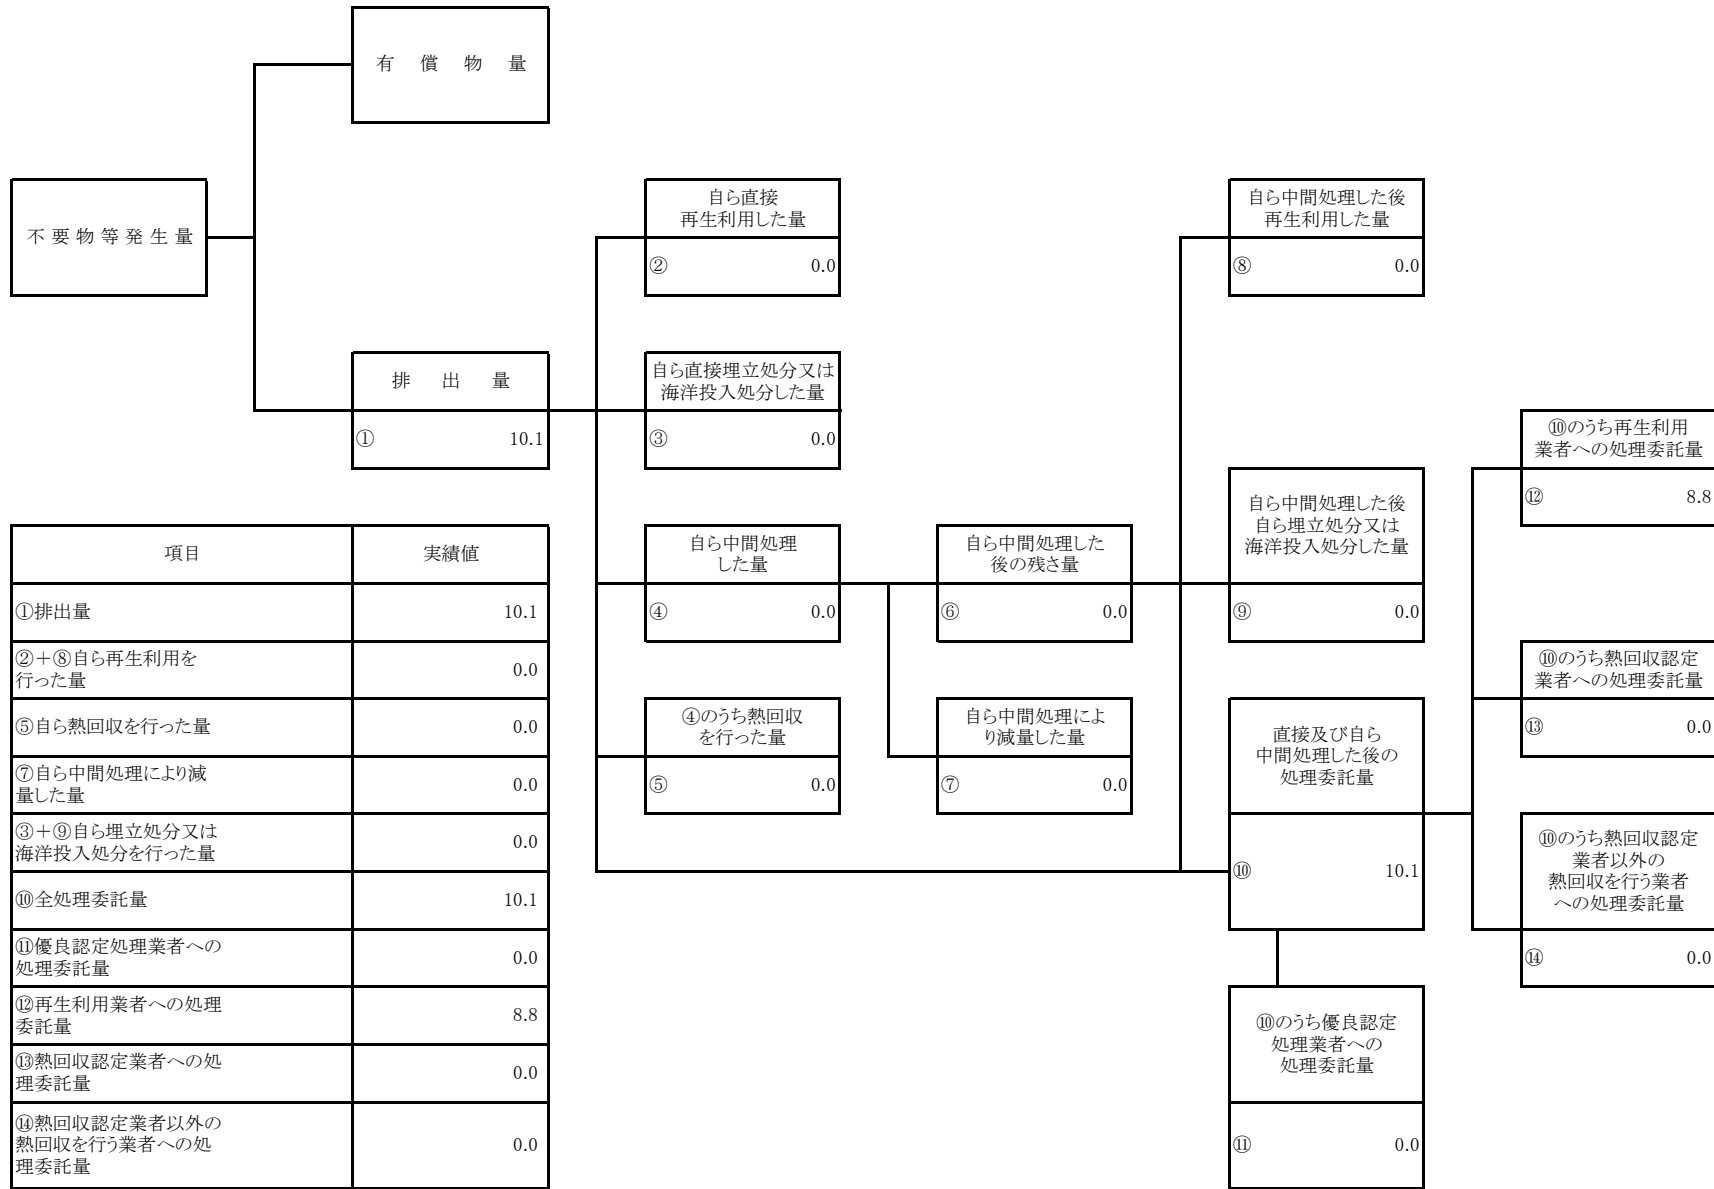 有 償 物 量
不 要 物 等 発 生 量
排 出 量
① 10.1
自ら直接
再生利用した量
② 0.0
自ら直接埋立処分又は
海洋投入処分した量
③ 0.0
自ら中間処理
した量
④ 0.0
④のうち熱回収
を行った量
⑤ 0.0
自ら中間処理した
後の残さ量
⑥ 0.0
自ら中間処理によ
り減量した量
⑦ 0.0
自ら中間処理した後
再生利用した量
⑧ 0.0
自ら中間処理した後
自ら埋立処分又は
海洋投入処分した量
⑨ 0.0
直接及び自ら
中間処理した後の
処理委託量
⑩ 10.1
⑩のうち優良認定
処理業者への
処理委託量
⑪ 0.0
⑩のうち再生利用
業者への処理委託量
⑫ 8.8
⑩のうち熱回収認定
業者への処理委託量
⑬ 0.0
⑩のうち熱回収認定
業者以外の
熱回収を行う業者
への処理委託量
⑭ 0.0
項目 実績値
①排出量 10.1
②＋⑧自ら再生利用を
行った量 0.0
⑤自ら熱回収を行った量 0.0
⑦自ら中間処理により減
量した量 0.0
③＋⑨自ら埋立処分又は
海洋投入処分を行った量 0.0
⑩全処理委託量 10.1
⑪優良認定処理業者への
処理委託量 0.0
⑫再生利用業者への処理
委託量 8.8
⑬熱回収認定業者への処
理委託量 0.0
⑭熱回収認定業者以外の
熱回収を行う業者への処
理委託量 0.0